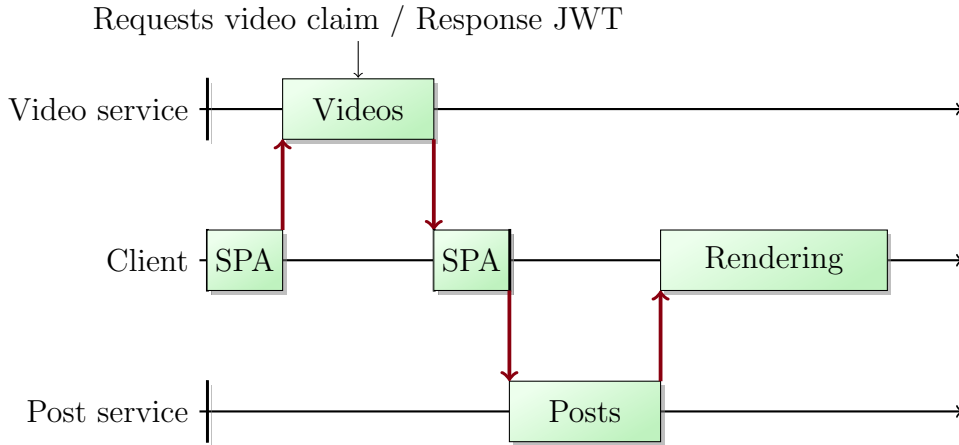 Requests video claim / Response JWT
Video service
Videos
Client
SPA
SPA
Rendering
Post service
Posts